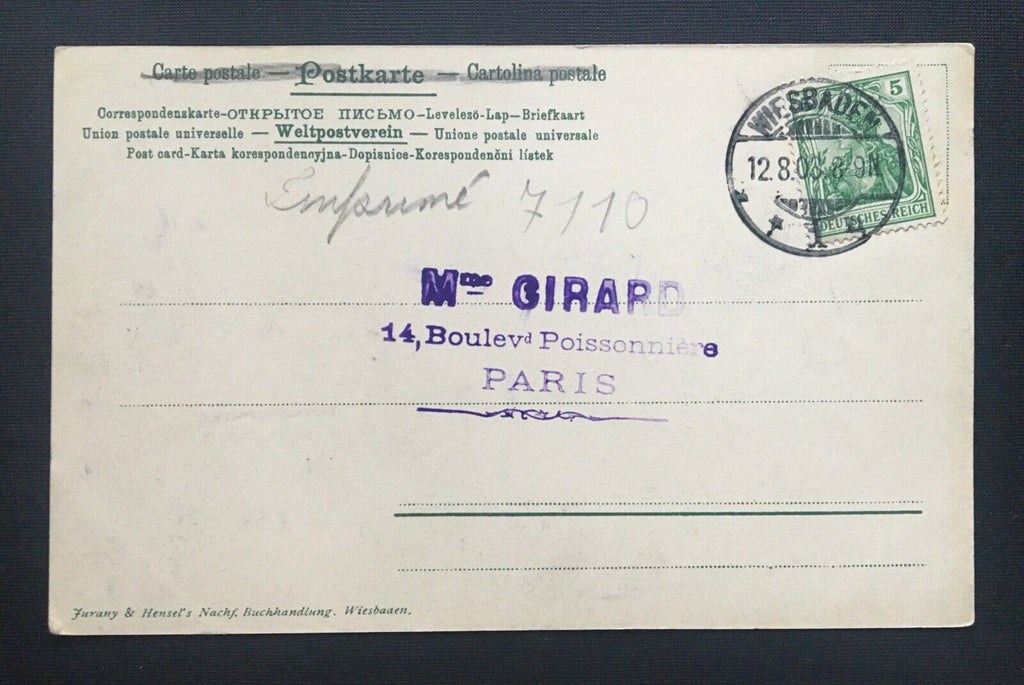 Carte postale — Postkarte — Cartolina postale
Correspondenzkarte-ОТКРЫТОЕ ПИСЬМО-Levelező-Lap-Briefkaart
Union postale universelle — Weltpostverein — Unione postale universale
Post card-Karta korespondencyjna-Dopisnice-Korespondenční lístek
Imprimé 7110
WIESBADEN
12.8.03. 8-9N
1
5
DEUTSCHES REICH
Mme GIRARD
14, Boulevd Poissonnière
PARIS
Jurany & Hensel's Nachf. Buchhandlung. Wiesbaden.